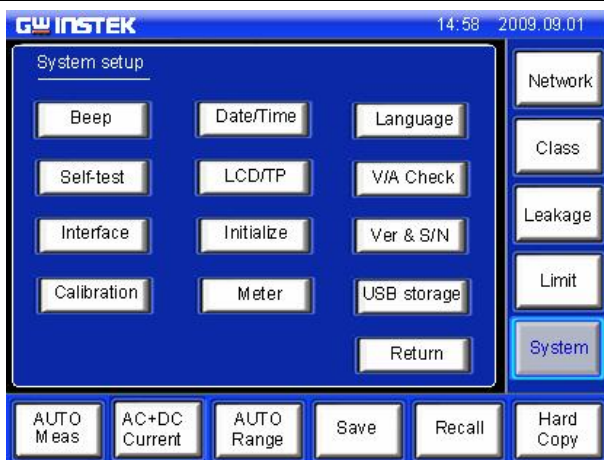 GW INSTEK 14:58 2009.09.01
System setup
Beep Date/Time Language
Self-test LCD/TP V/A Check
Interface Initialize Ver & S/N
Calibration Meter USB storage
Return
Network
Class
Leakage
Limit
System
AUTO Meas
AC+DC Current
AUTO Range
Save
Recall
Hard Copy